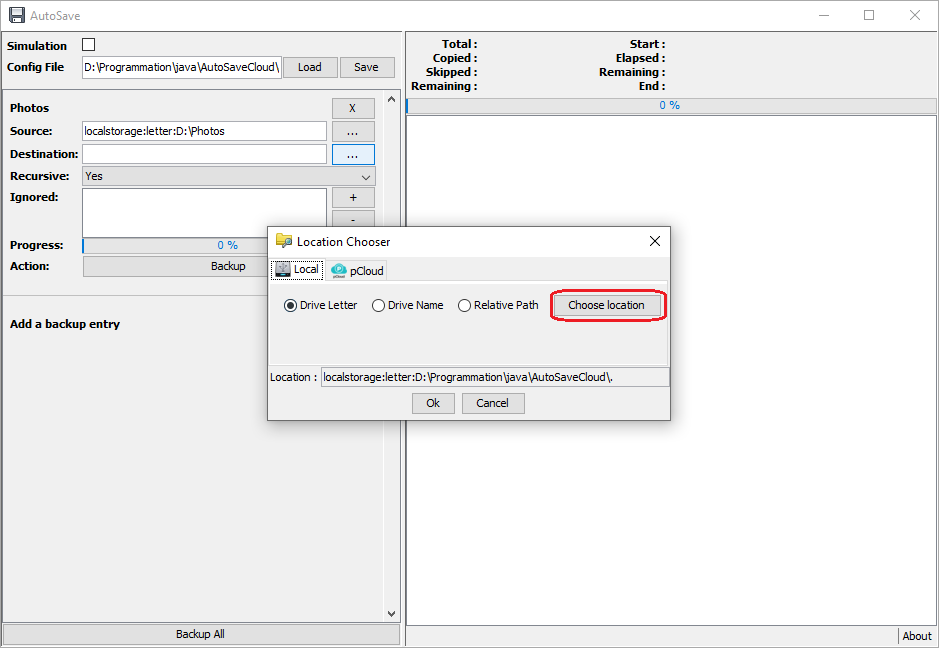 AutoSave
Simulation
Config File D:\Programmation\java\AutoSaveCloud\ Load Save
Photos X
Source: localstorage:letter:D:\Photos ...
Destination: ...
Recursive: Yes
Ignored: +
-
Progress: 0 %
Action: Backup
Add a backup entry
Backup All
Total : Start :
Copied : Elapsed :
Skipped : Remaining :
Remaining : End :
0 %
Location Chooser
Local pCloud
Drive Letter Drive Name Relative Path Choose location
Location : localstorage:letter:D:\Programmation\java\AutoSaveCloud\.
Ok Cancel
About